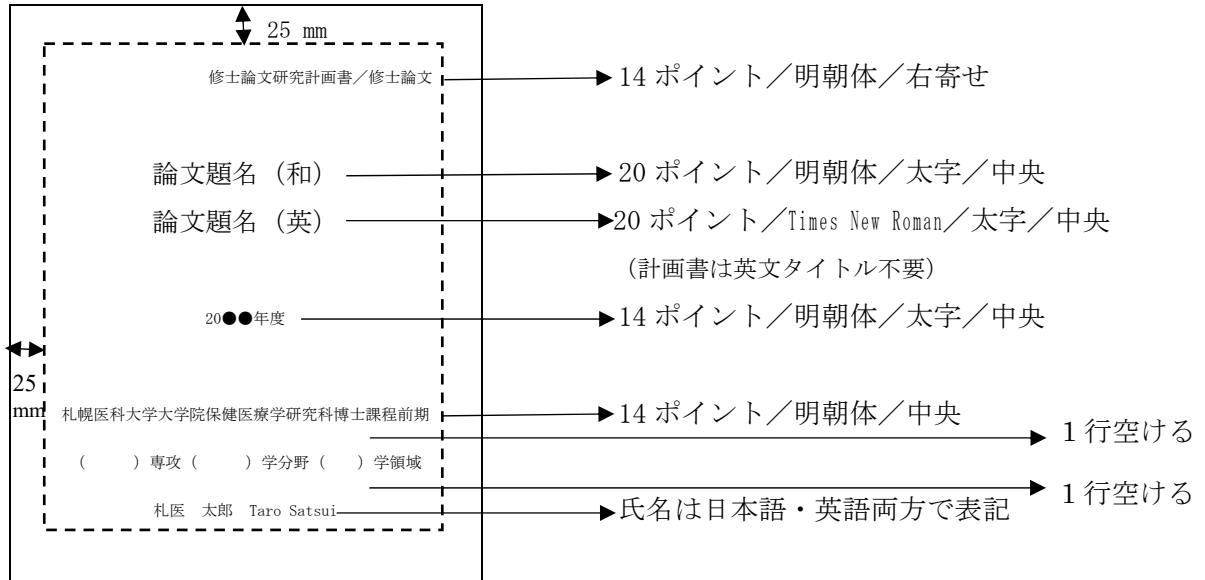 25 mm
修士論文研究計画書／修士論文
14 ポイント／明朝体／右寄せ
論文題名（和）
20 ポイント／明朝体／太字／中央
論文題名（英）
20 ポイント／Times New Roman／太字／中央
（計画書は英文タイトル不要）
20●●年度
14 ポイント／明朝体／太字／中央
25
mm
札幌医科大学大学院保健医療学研究科博士課程前期
14 ポイント／明朝体／中央
１行空ける
（　　　）専攻（　　　）学分野（　　）学領域
１行空ける
札医　太郎　Taro Satsui
氏名は日本語・英語両方で表記